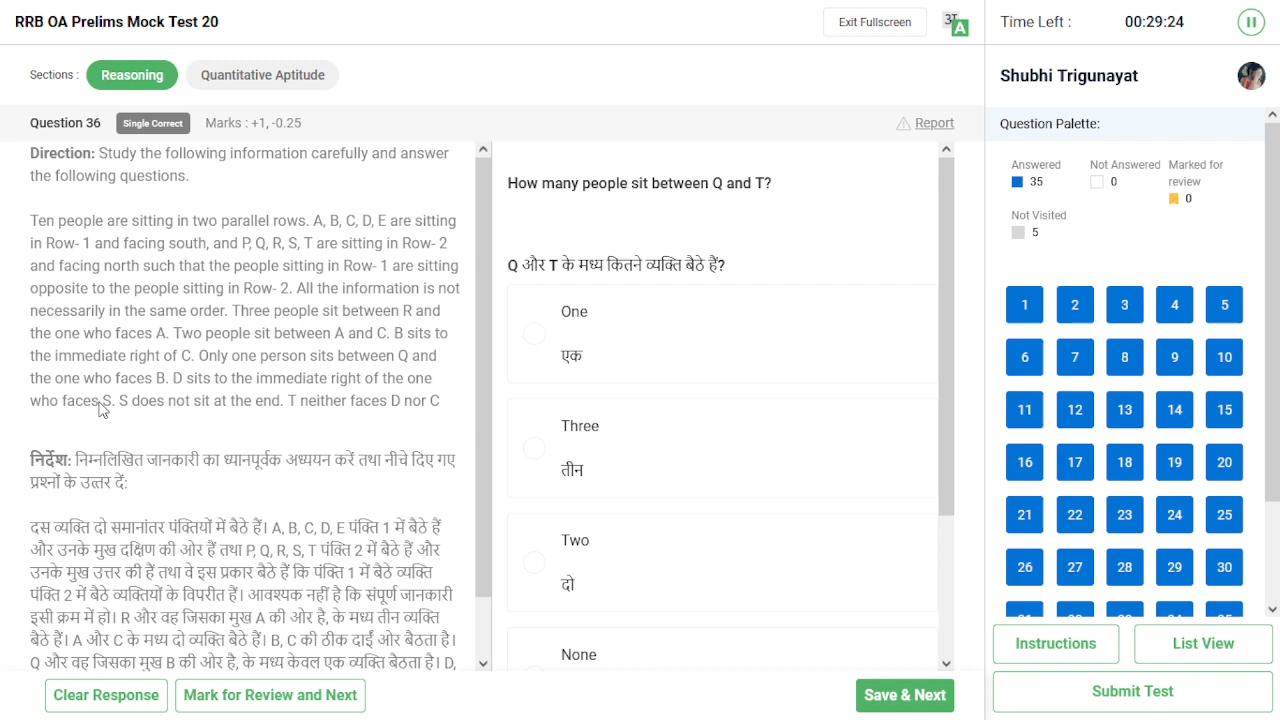 RRB OA Prelims Mock Test 20
Exit Fullscreen
Time Left :
00:29:24
Sections :
Reasoning
Quantitative Aptitude
Shubhi Trigunayat
Question 36
Single Correct
Marks : +1, -0.25
Report
Question Palette:
Direction: Study the following information carefully and answer
the following questions.
Ten people are sitting in two parallel rows. A, B, C, D, E are sitting
in Row- 1 and facing south, and P, Q, R, S, T are sitting in Row- 2
and facing north such that the people sitting in Row- 1 are sitting
opposite to the people sitting in Row- 2. All the information is not
necessarily in the same order. Three people sit between R and
the one who faces A. Two people sit between A and C. B sits to
the immediate right of C. Only one person sits between Q and
the one who faces B. D sits to the immediate right of the one
who faces S. S does not sit at the end. T neither faces D nor C
निर्देश: निम्नलिखित जानकारी का ध्यानपूर्वक अध्ययन करें तथा नीचे दिए गए
प्रश्नों के उत्तर दें:
दस व्यक्ति दो समानांतर पंक्तियों में बैठे हैं। A, B, C, D, E पंक्ति 1 में बैठे हैं
और उनके मुख दक्षिण की ओर हैं तथा P, Q, R, S, T पंक्ति 2 में बैठे हैं और
उनके मुख उत्तर की हैं तथा वे इस प्रकार बैठे हैं कि पंक्ति 1 में बैठे व्यक्ति
पंक्ति 2 में बैठे व्यक्तियों के विपरीत हैं। आवश्यक नहीं है कि संपूर्ण जानकारी
इसी क्रम में हो। R और वह जिसका मुख A की ओर है, के मध्य तीन व्यक्ति
बैठे हैं। A और C के मध्य दो व्यक्ति बैठे हैं। B, C की ठीक दाईं ओर बैठता है।
Q और वह जिसका मुख B की ओर है, के मध्य केवल एक व्यक्ति बैठता है। D,
How many people sit between Q and T?
Q और T के मध्य कितने व्यक्ति बैठे हैं?
One
एक
Three
तीन
Two
दो
None
Answered
35
Not Answered
0
Marked for
review
0
Not Visited
5
1 2 3 4 5
6 7 8 9 10
11 12 13 14 15
16 17 18 19 20
21 22 23 24 25
26 27 28 29 30
Instructions
List View
Clear Response
Mark for Review and Next
Save & Next
Submit Test